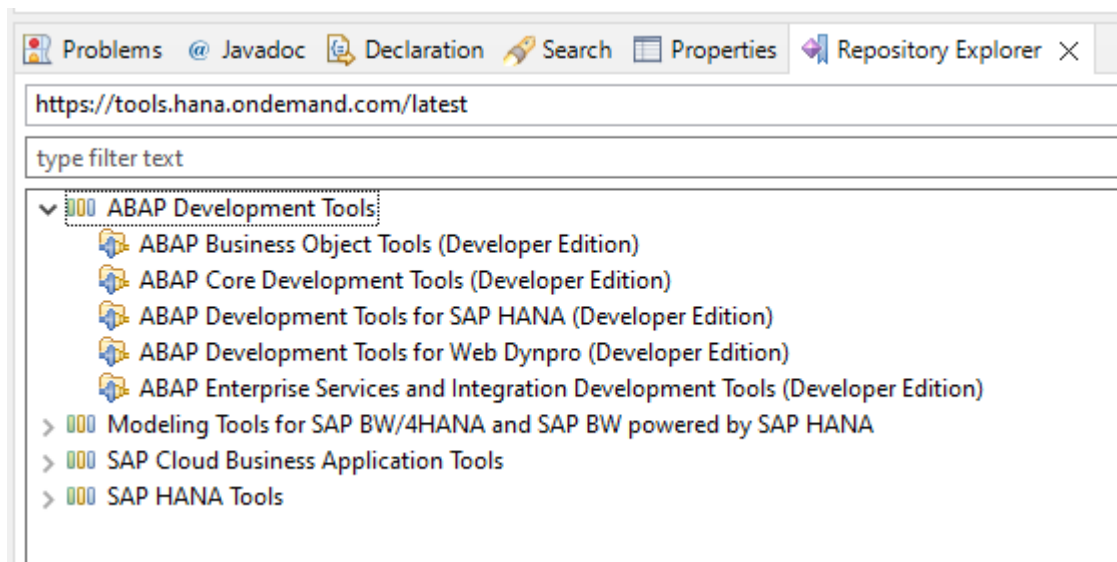 Problems @ Javadoc Declaration Search Properties Repository Explorer
https://tools.hana.ondemand.com/latest
type filter text
ABAP Development Tools
ABAP Business Object Tools (Developer Edition)
ABAP Core Development Tools (Developer Edition)
ABAP Development Tools for SAP HANA (Developer Edition)
ABAP Development Tools for Web Dynpro (Developer Edition)
ABAP Enterprise Services and Integration Development Tools (Developer Edition)
Modeling Tools for SAP BW/4HANA and SAP BW powered by SAP HANA
SAP Cloud Business Application Tools
SAP HANA Tools